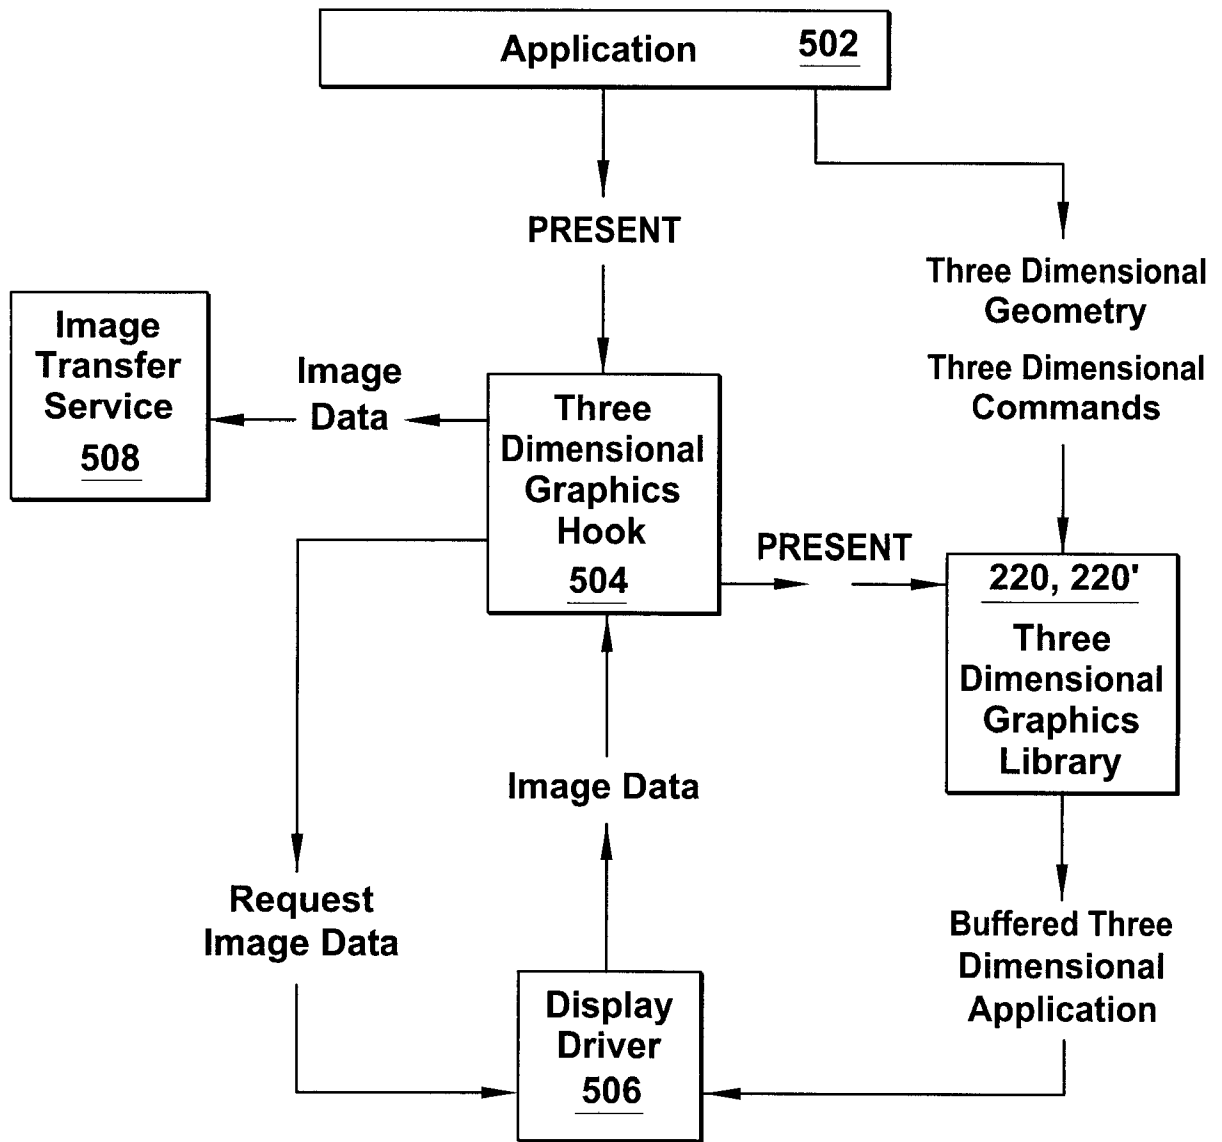 Application 502
PRESENT
Three Dimensional
Geometry
Three Dimensional
Commands
Image
Transfer
Service
508
Image
Data
Three
Dimensional
Graphics
Hook
504
PRESENT
220, 220'
Three
Dimensional
Graphics
Library
Image Data
Request
Image Data
Buffered Three
Dimensional
Application
Display
Driver
506